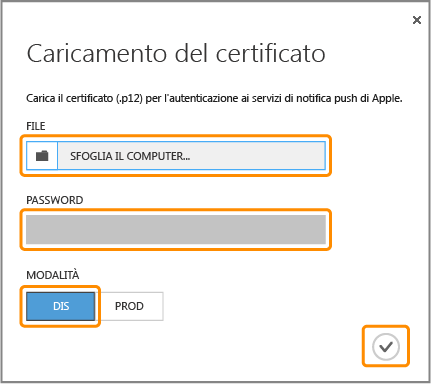 Caricamento del certificato
Carica il certificato (.p12) per l'autenticazione ai servizi di notifica push di Apple.
FILE
SFOGLIA IL COMPUTER...
PASSWORD
MODALITÀ
DIS PROD